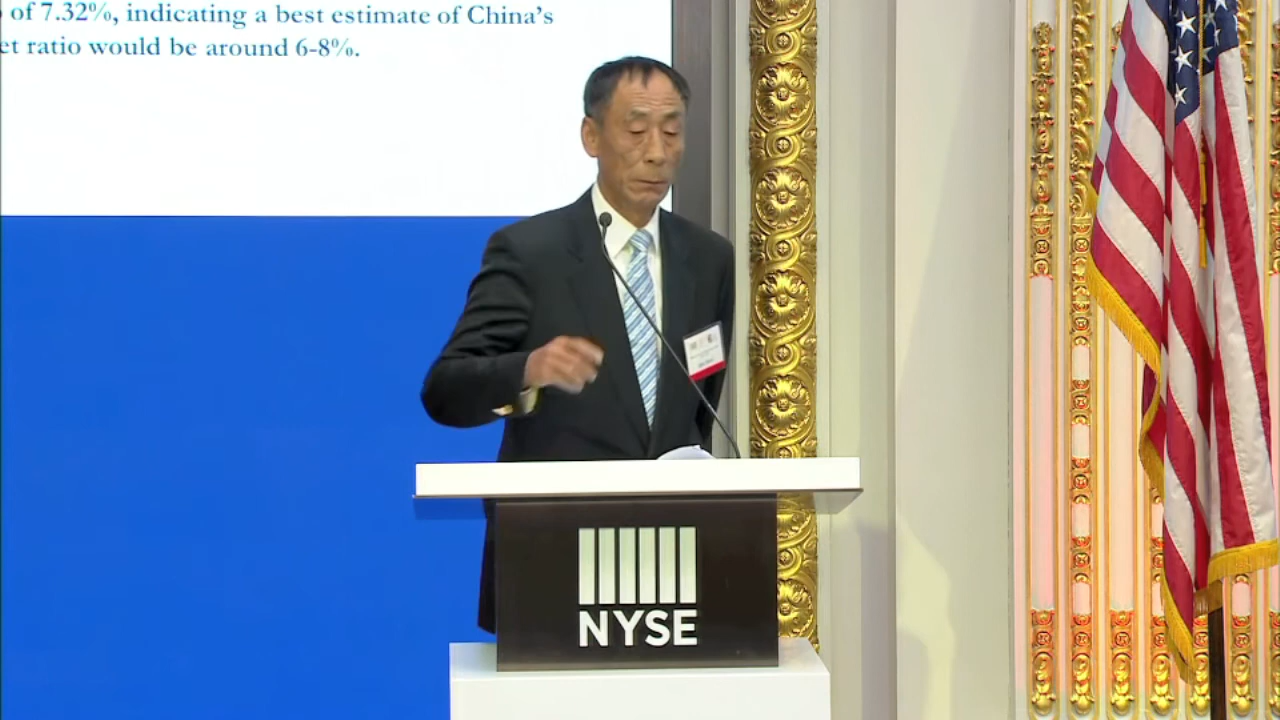 of 7.32%, indicating a best estimate of China's
et ratio would be around 6-8%.
NYSE